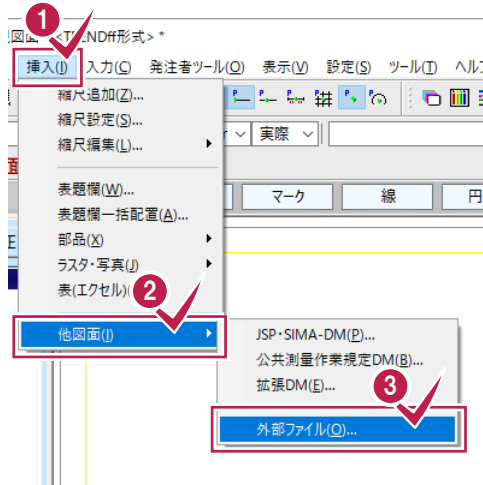 1
図面 <TRENDff形式> *
挿入(I) 入力(C) 発注者ツール(O) 表示(V) 設定(S) ツール(T) ヘル
縮尺追加(Z)...
縮尺設定(S)...
縮尺編集(L)...
実際
表題欄(W)...
マーク
線
円
表題欄一括配置(A)...
部品(X)
ラスタ・写真(J)
表(エクセル)(
2
他図面(I)
JSP・SIMA-DM(P)...
公共測量作業規定DM(B)...
拡張DM(E)...
3
外部ファイル(O)...